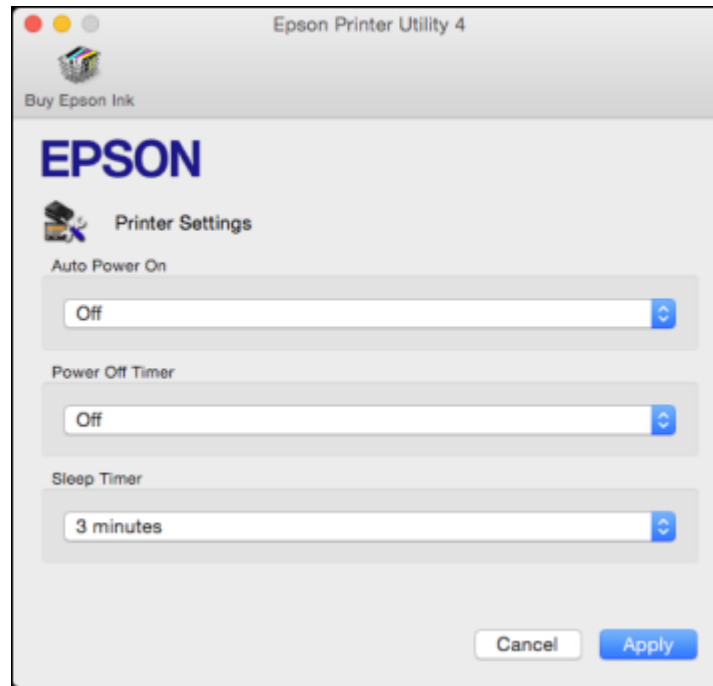 Epson Printer Utility 4
Buy Epson Ink
EPSON
Printer Settings
Auto Power On
Off
Power Off Timer
Off
Sleep Timer
3 minutes
Cancel Apply